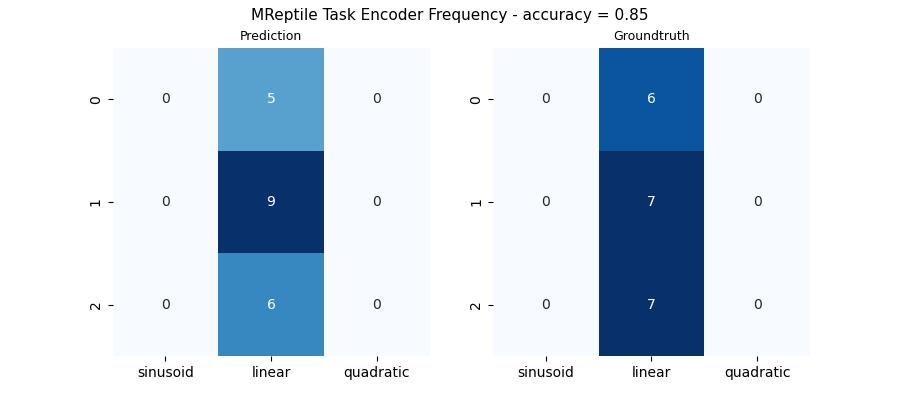 MReptile Task Encoder Frequency - accuracy = 0.85
Prediction Groundtruth
0 0 5 0 0 0 6 0
1 0 9 0 1 0 7 0
2 0 6 0 2 0 7 0
sinusoid linear quadratic sinusoid linear quadratic